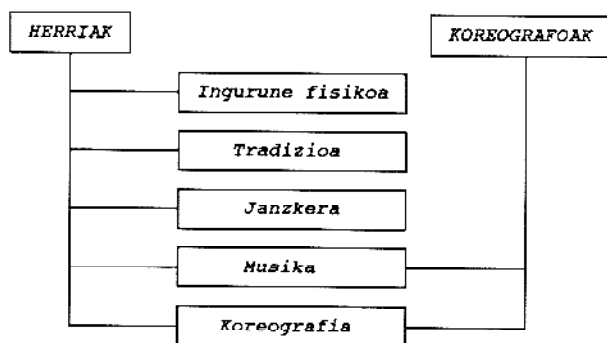 HERRIAK
KOREOGRAFOAK
Ingurune fisikoa
Tradizioa
Janzkera
Musika
Koreografia